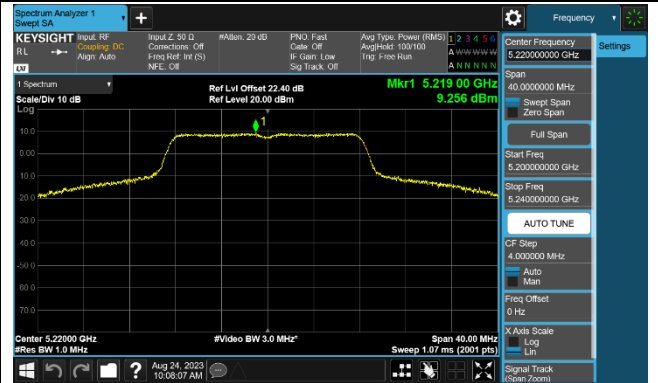 Spectrum Analyzer 1
Swept SA
Frequency
KEYSIGHT
RL
LXI
Input: RF
Coupling: DC
Align: Auto
Input Z: 50 Ω
Corrections: Off
Freq Ref: Int (S)
NFE: Off
#Atten: 20 dB
PNO: Fast
Gate: Off
IF Gain: Low
Sig Track: Off
Avg Type: Power (RMS)
Avg|Hold: 100/100
Trig: Free Run
1 2 3 4 5 6
A W W W W W
A N N N N N
1 Spectrum
Scale/Div 10 dB
Log
Ref Lvl Offset 22.40 dB
Ref Level 20.00 dBm
Mkr1 5.219 00 GHz
9.256 dBm
1
10.0
0.00
-10.0
-20.0
-30.0
-40.0
-50.0
-60.0
-70.0
Center 5.22000 GHz
#Res BW 1.0 MHz
#Video BW 3.0 MHz*
Span 40.00 MHz
Sweep 1.07 ms (2001 pts)
Center Frequency
5.220000000 GHz
Settings
Span
40.0000000 MHz
Swept Span
Zero Span
Full Span
Start Freq
5.200000000 GHz
Stop Freq
5.240000000 GHz
AUTO TUNE
CF Step
4.000000 MHz
Auto
Man
Freq Offset
0 Hz
X Axis Scale
Log
Lin
Signal Track
(Span Zoom)
Aug 24, 2023
10:08:07 AM